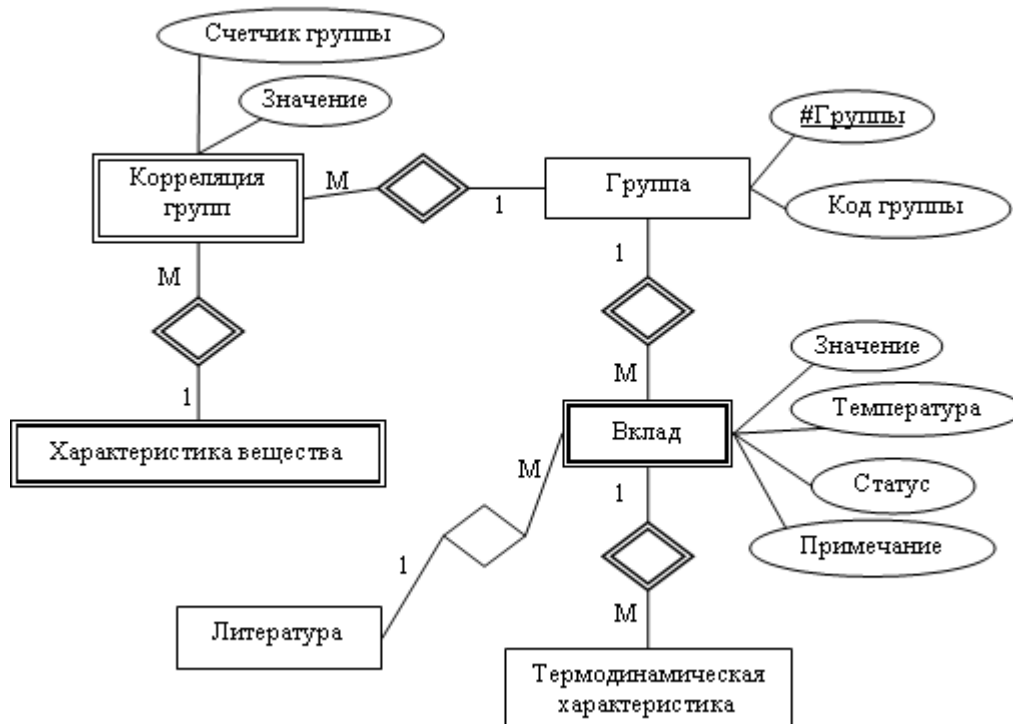 Счетчик группы
Значение
#Группы
Корреляция
групп
М
1
Группа
Код группы
М
1
1
М
Значение
Температура
Характеристика вещества
Вклад
М
1
Статус
Примечание
1
М
Литература
Термодинамическая
характеристика